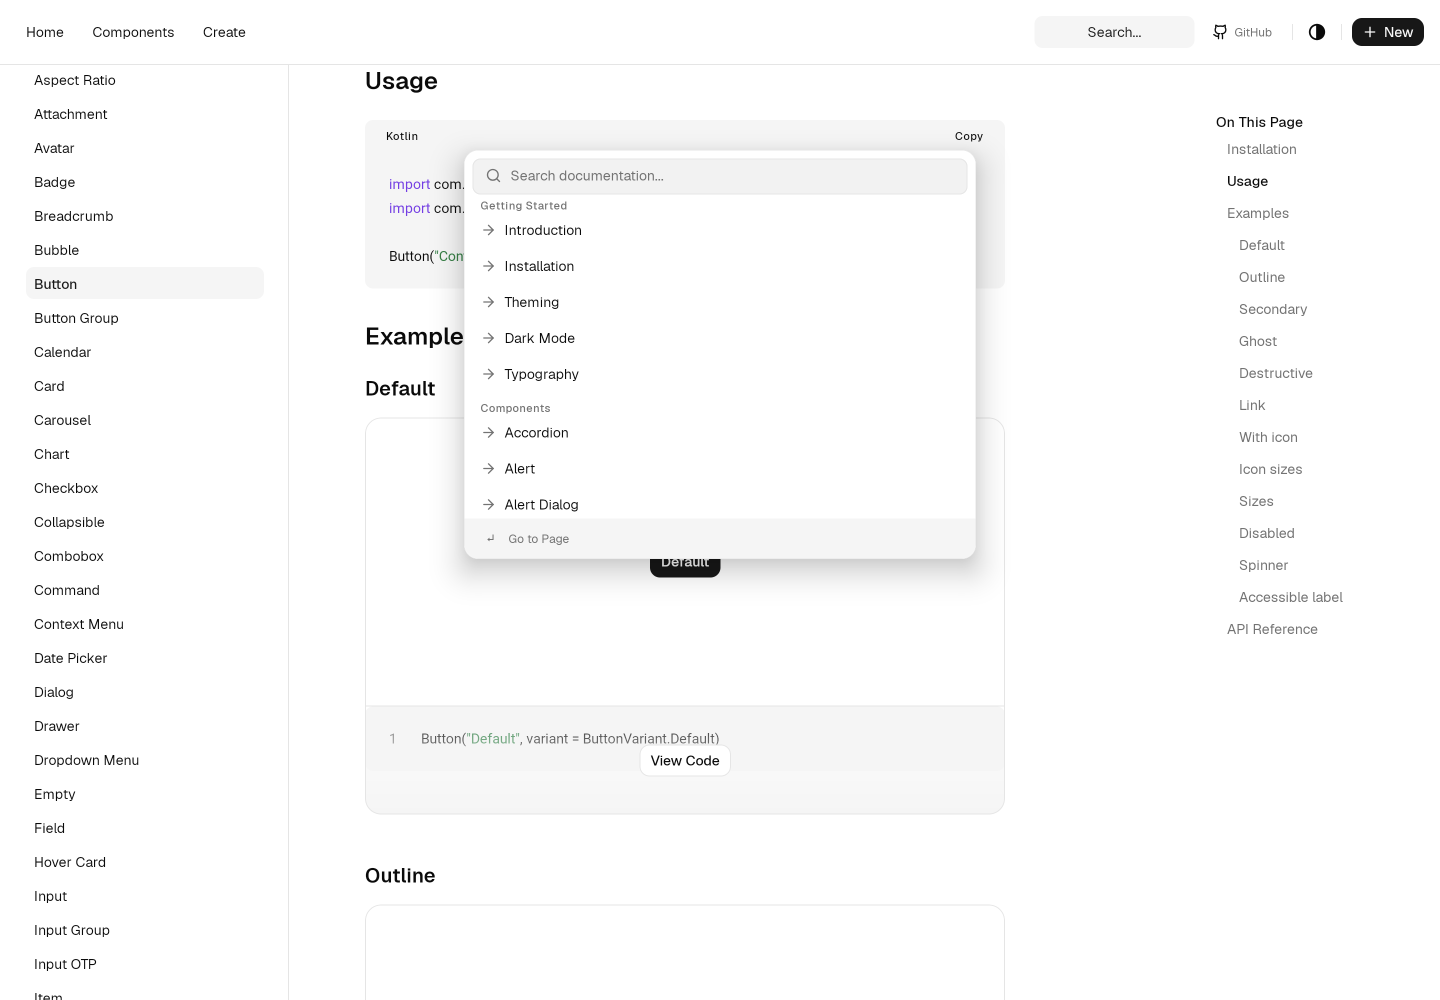 Home
Components
Create
Search...
GitHub
New
Aspect Ratio
Attachment
Avatar
Badge
Breadcrumb
Bubble
Button
Button Group
Calendar
Card
Carousel
Chart
Checkbox
Collapsible
Combobox
Command
Context Menu
Date Picker
Dialog
Drawer
Dropdown Menu
Empty
Field
Hover Card
Input
Input Group
Input OTP
Item
Usage
Kotlin
Copy
import com.
import com.
Button("Con
Example
Default
Search documentation...
Getting Started
Introduction
Installation
Theming
Dark Mode
Typography
Components
Accordion
Alert
Alert Dialog
Go to Page
Default
1 Button("Default", variant = ButtonVariant.Default)
View Code
Outline
On This Page
Installation
Usage
Examples
Default
Outline
Secondary
Ghost
Destructive
Link
With icon
Icon sizes
Sizes
Disabled
Spinner
Accessible label
API Reference